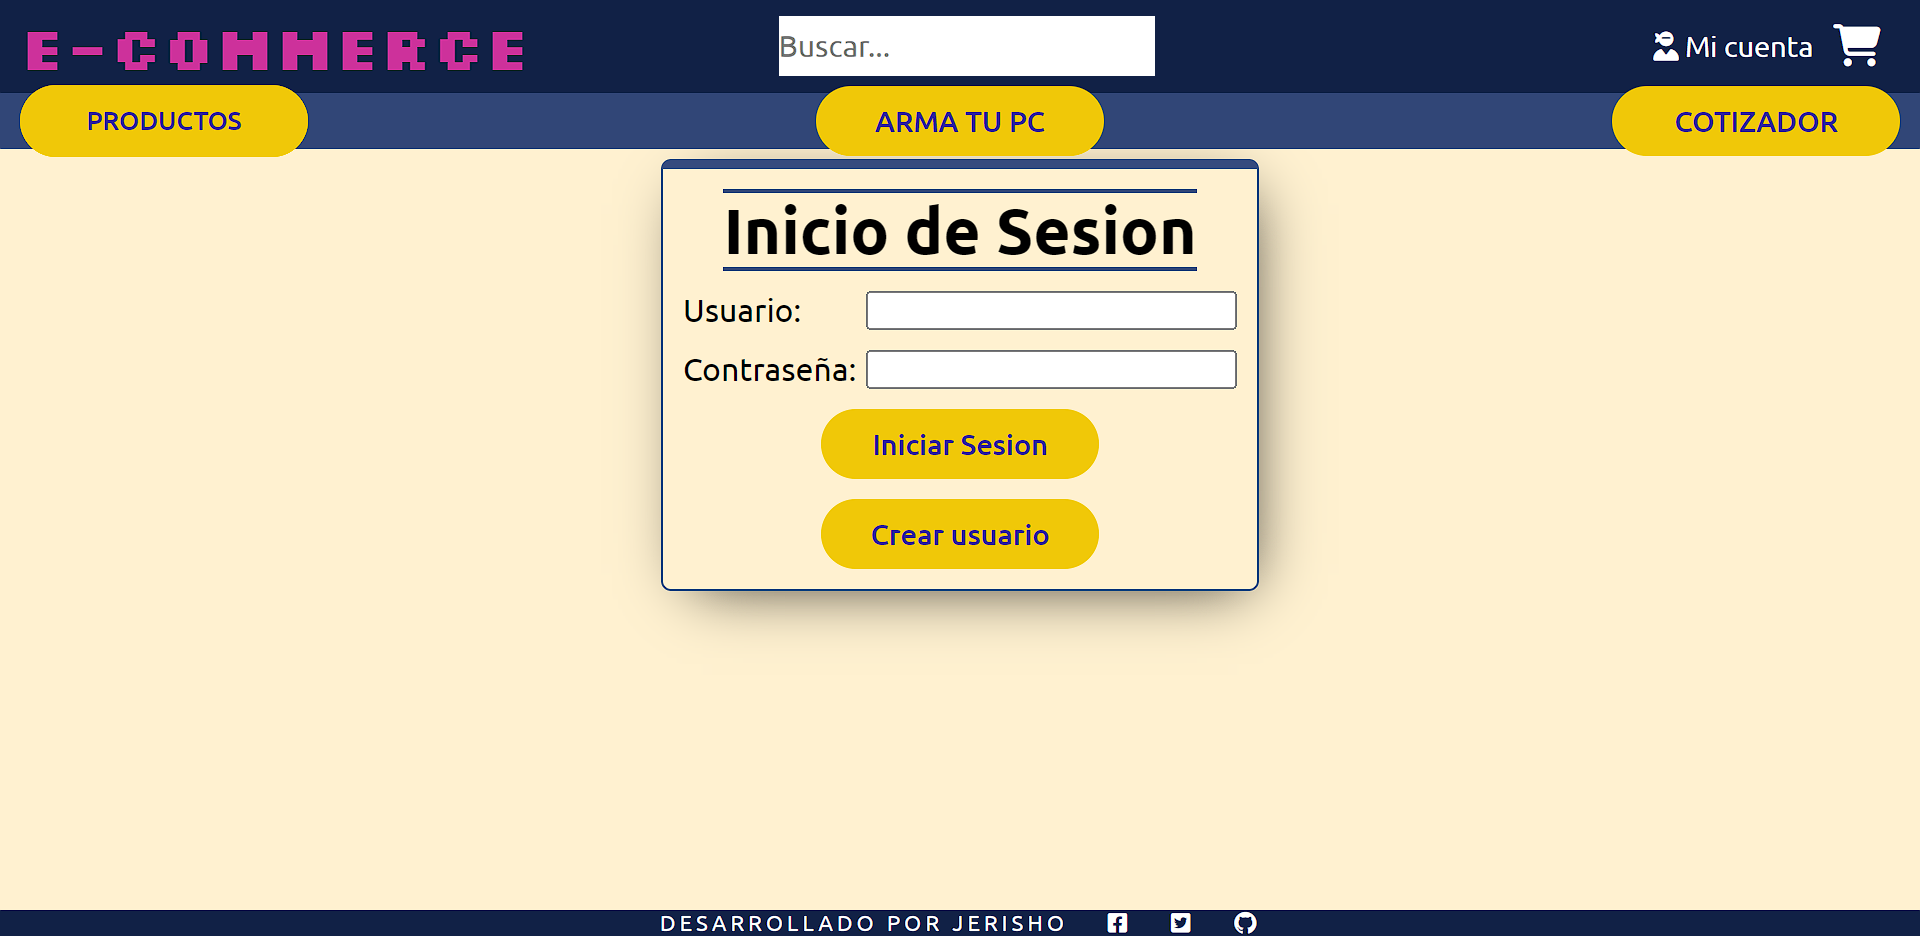 E-COMMERCE
Buscar...
Mi cuenta
PRODUCTOS
ARMA TU PC
COTIZADOR
Inicio de Sesion
Usuario:
Contraseña:
Iniciar Sesion
Crear usuario
DESARROLLADO POR JERISHO